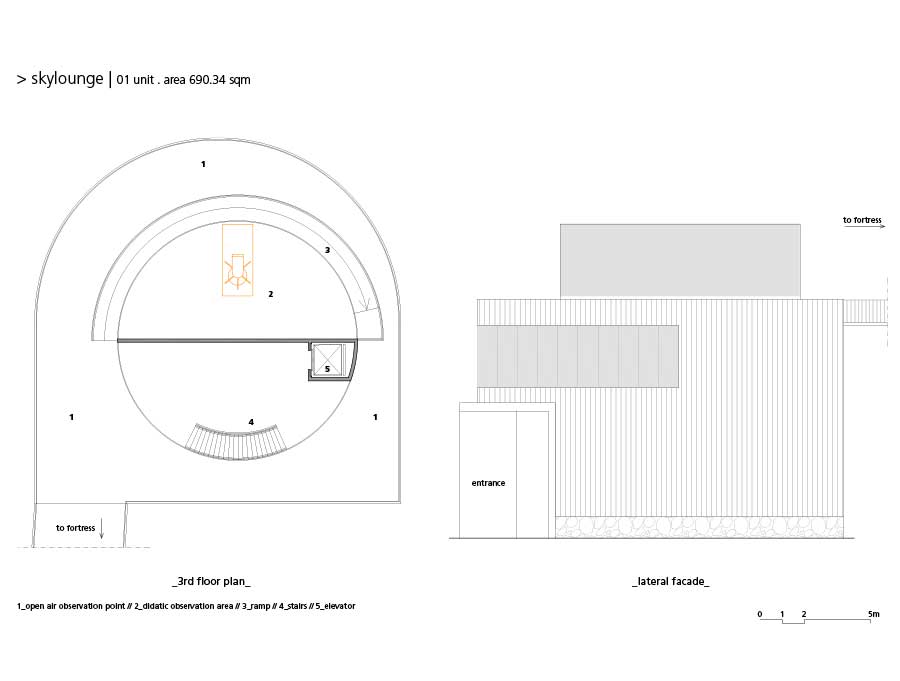 > skylounge | 01 unit . area 690.34 sqm
1
3
2
5
4
1
1
to fortress
_3rd floor plan_
1_open air observation point // 2_didatic observation area // 3_ramp // 4_stairs // 5_elevator
to fortress
entrance
_lateral facade_
0 1 2 5m